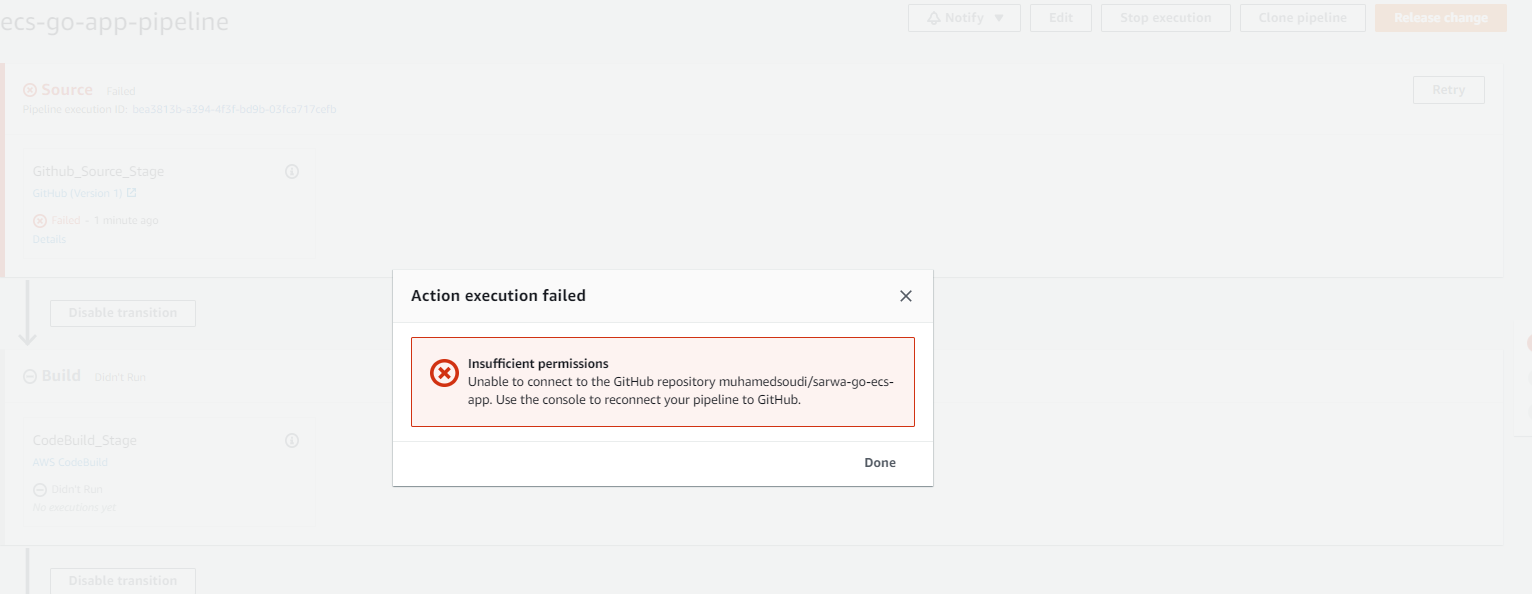 ecs-go-app-pipeline
Notify
Edit
Stop execution
Clone pipeline
Release change
Source Failed
Pipeline execution ID: bea3813b-a394-4f3f-bd9b-03fca717cefb
Retry
Github_Source_Stage
GitHub (Version 1)
Failed - 1 minute ago
Details
Disable transition
Action execution failed
Insufficient permissions
Unable to connect to the GitHub repository muhamedsoudi/sarwa-go-ecs-
app. Use the console to reconnect your pipeline to GitHub.
Done
Build Didn't Run
CodeBuild_Stage
AWS CodeBuild
Didn't Run
No executions yet
Disable transition